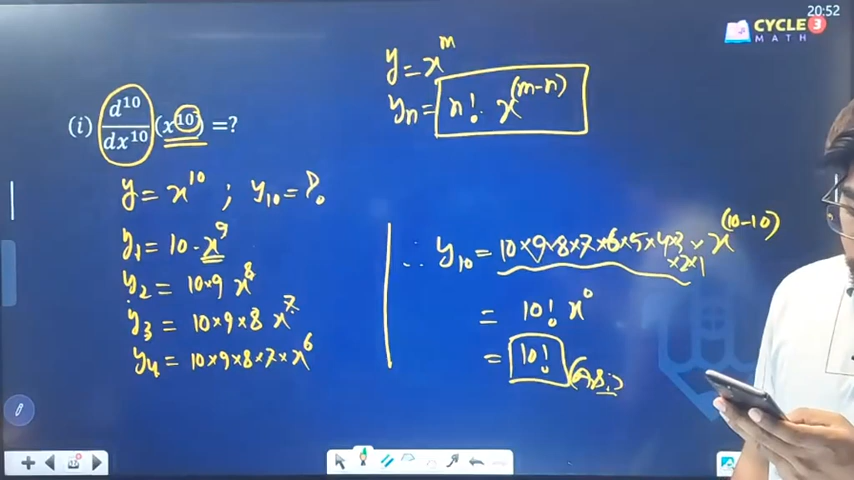 20:52
CYCLE 3
MATH
y = x^m
y_n = n! · x^(m-n)
(i) d^10/dx^10 (x^10) = ?
y = x^10 ; y_10 = ?
y_1 = 10 · x^9
y_2 = 10×9 x^8
y_3 = 10×9×8 x^7
y_4 = 10×9×8×7× x^6
∴ y_10 = 10×9×8×7×6×5×4×3 × x^(10-10)
×2×1
= 10! x^0
= 10! (Ans:)